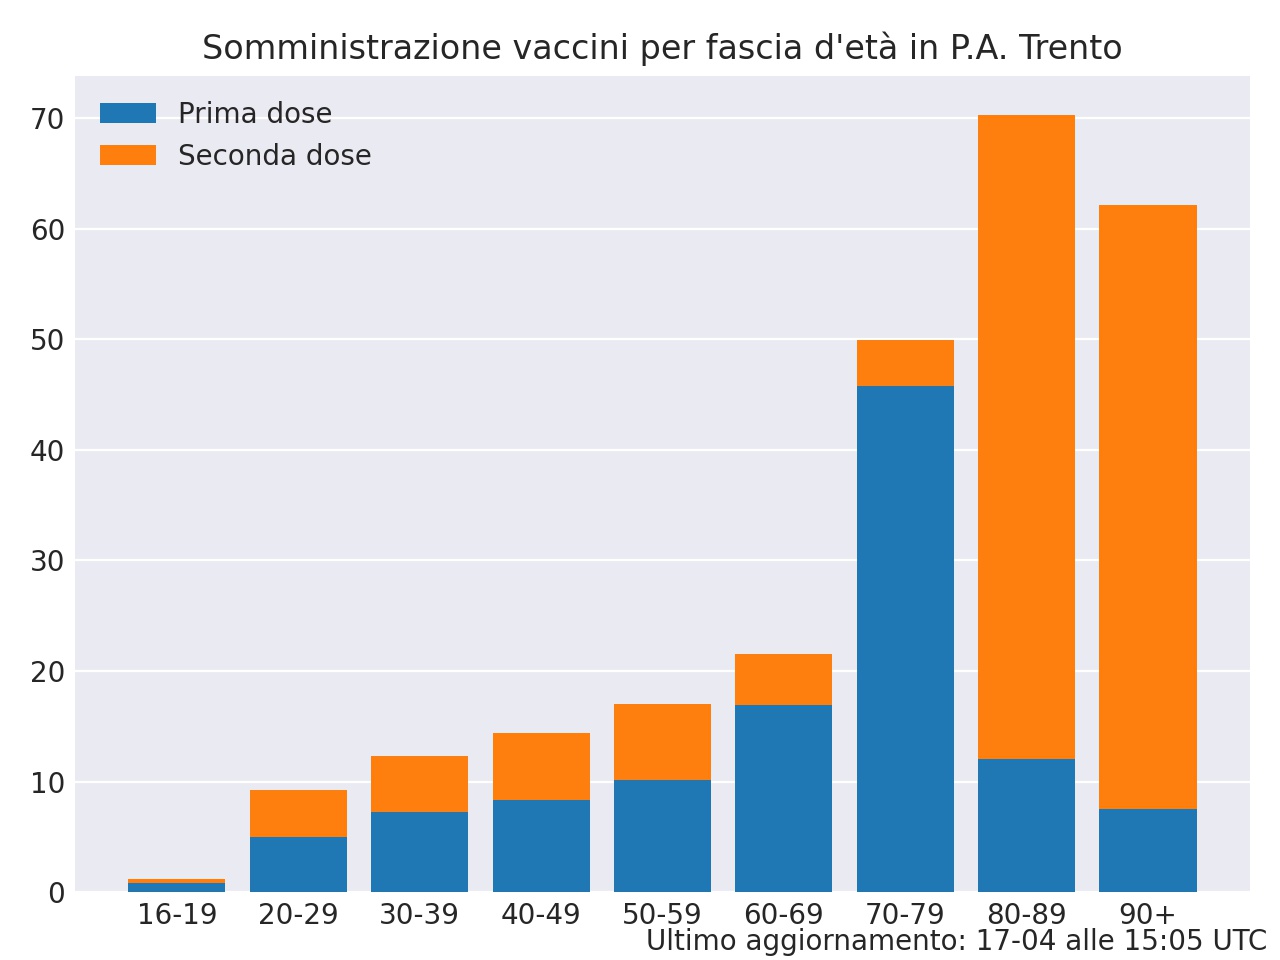 Somministrazione vaccini per fascia d'età in P.A. Trento
Prima dose
Seconda dose
70
60
50
40
30
20
10
0
16-19 20-29 30-39 40-49 50-59 60-69 70-79 80-89 90+
Ultimo aggiornamento: 17-04 alle 15:05 UTC